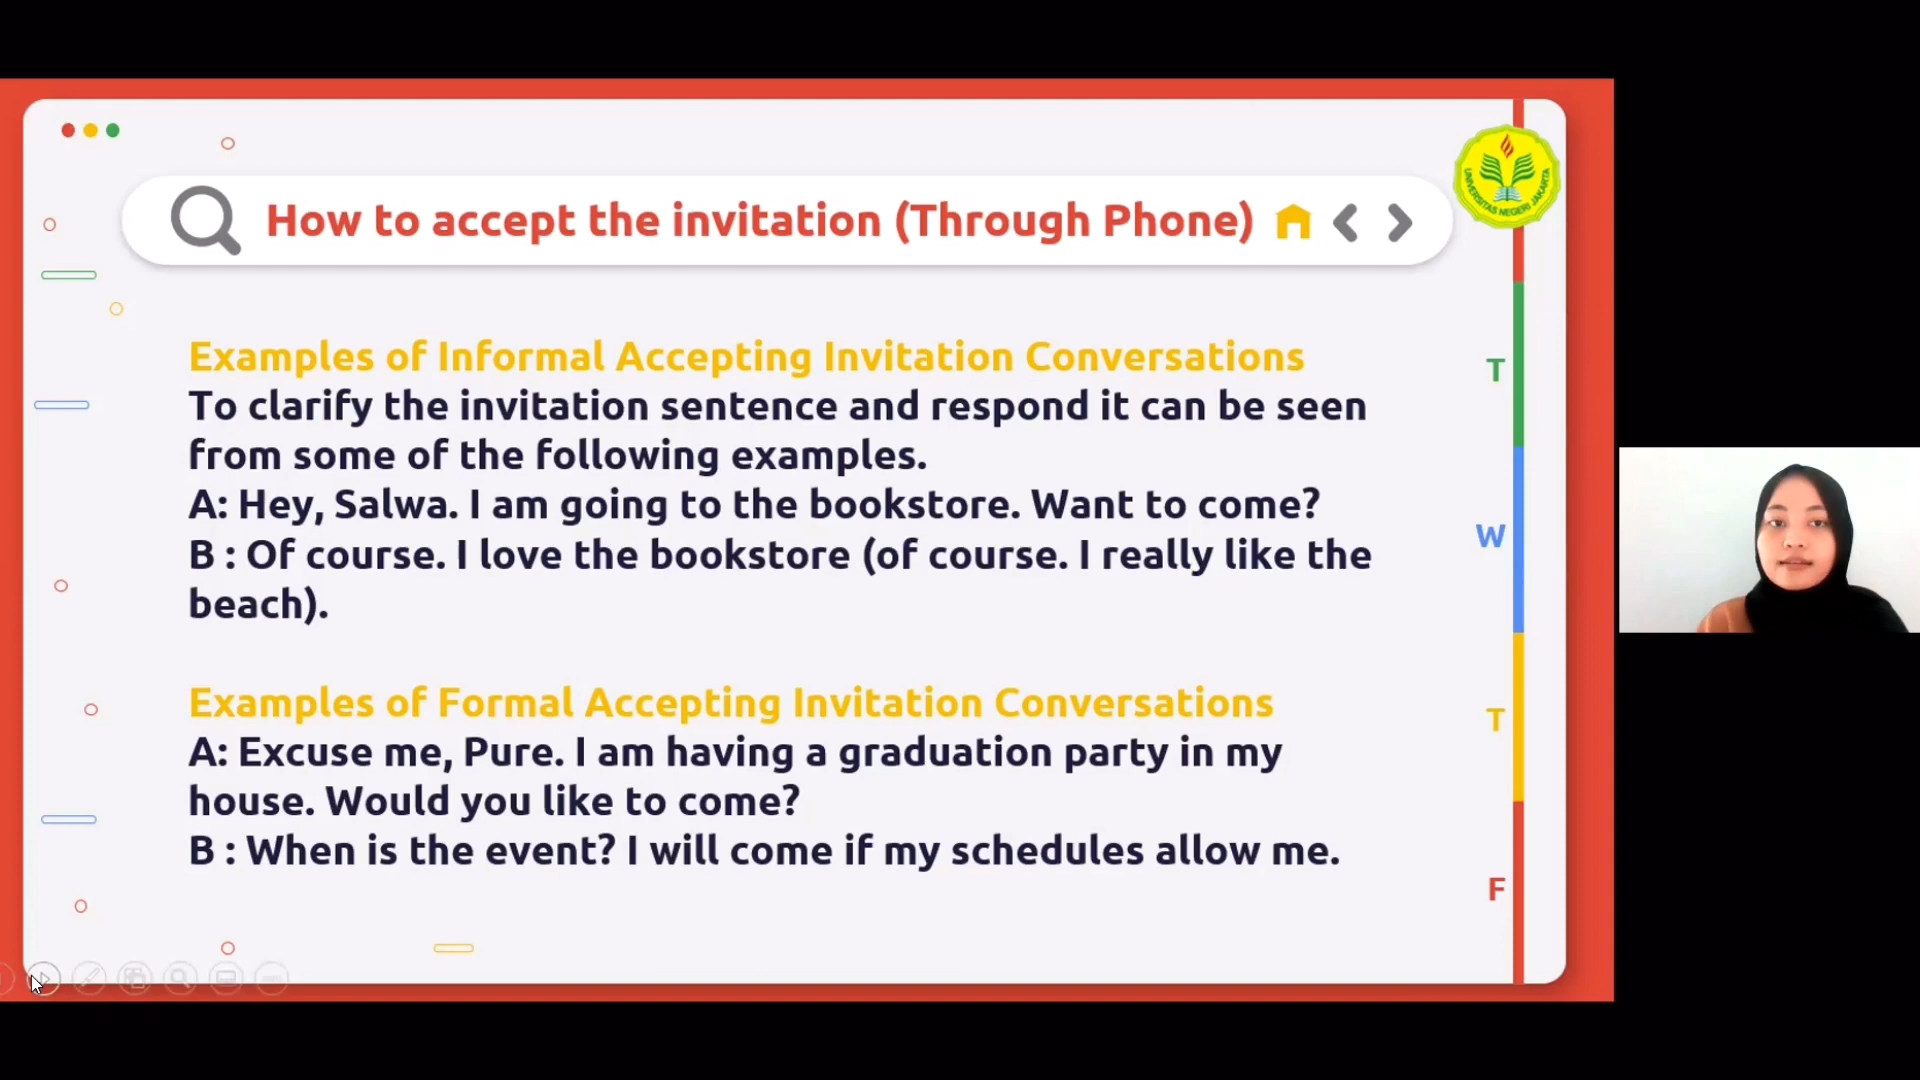 How to accept the invitation (Through Phone)
UNIVERSITAS NEGERI JAKARTA
Examples of Informal Accepting Invitation Conversations
To clarify the invitation sentence and respond it can be seen
from some of the following examples.
A: Hey, Salwa. I am going to the bookstore. Want to come?
B : Of course. I love the bookstore (of course. I really like the
beach).
Examples of Formal Accepting Invitation Conversations
A: Excuse me, Pure. I am having a graduation party in my
house. Would you like to come?
B : When is the event? I will come if my schedules allow me.
T
W
T
F